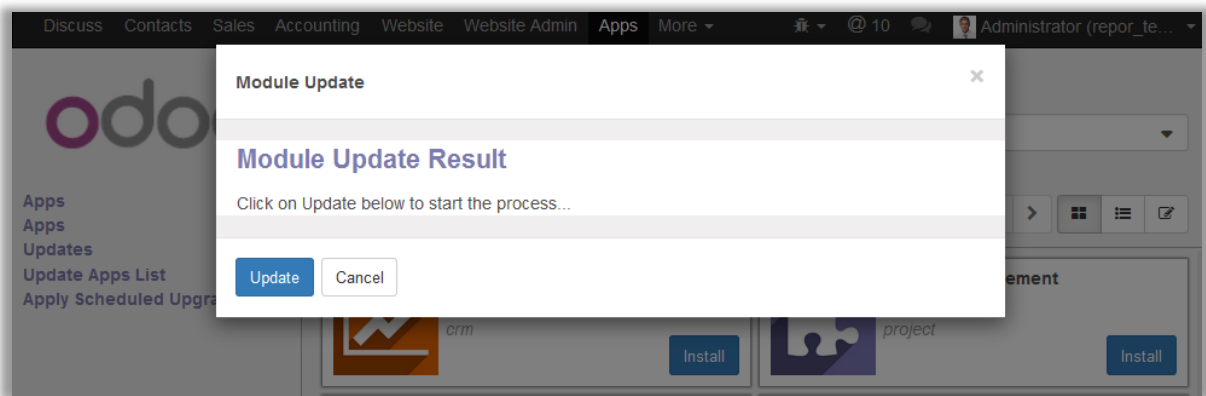 Discuss Contacts Sales Accounting Website Website Admin Apps More @ 10 Administrator (repor_te...
odo
Module Update ×
Module Update Result
Click on Update below to start the process...
Update Cancel
Apps
Apps
Updates
Update Apps List
Apply Scheduled Upgra
ement
crm
project
Install
Install